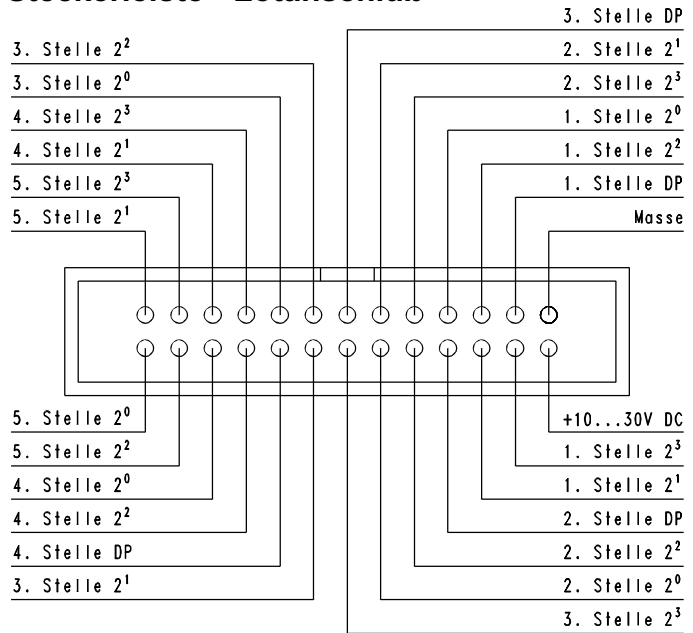 3. Stelle DP
3. Stelle 2²
2. Stelle 2¹
3. Stelle 2⁰
2. Stelle 2³
4. Stelle 2³
1. Stelle 2⁰
4. Stelle 2¹
1. Stelle 2²
5. Stelle 2³
1. Stelle DP
5. Stelle 2¹
Masse
5. Stelle 2⁰
+10...30V DC
5. Stelle 2²
1. Stelle 2³
4. Stelle 2⁰
1. Stelle 2¹
4. Stelle 2²
2. Stelle DP
4. Stelle DP
2. Stelle 2²
3. Stelle 2¹
2. Stelle 2⁰
3. Stelle 2³